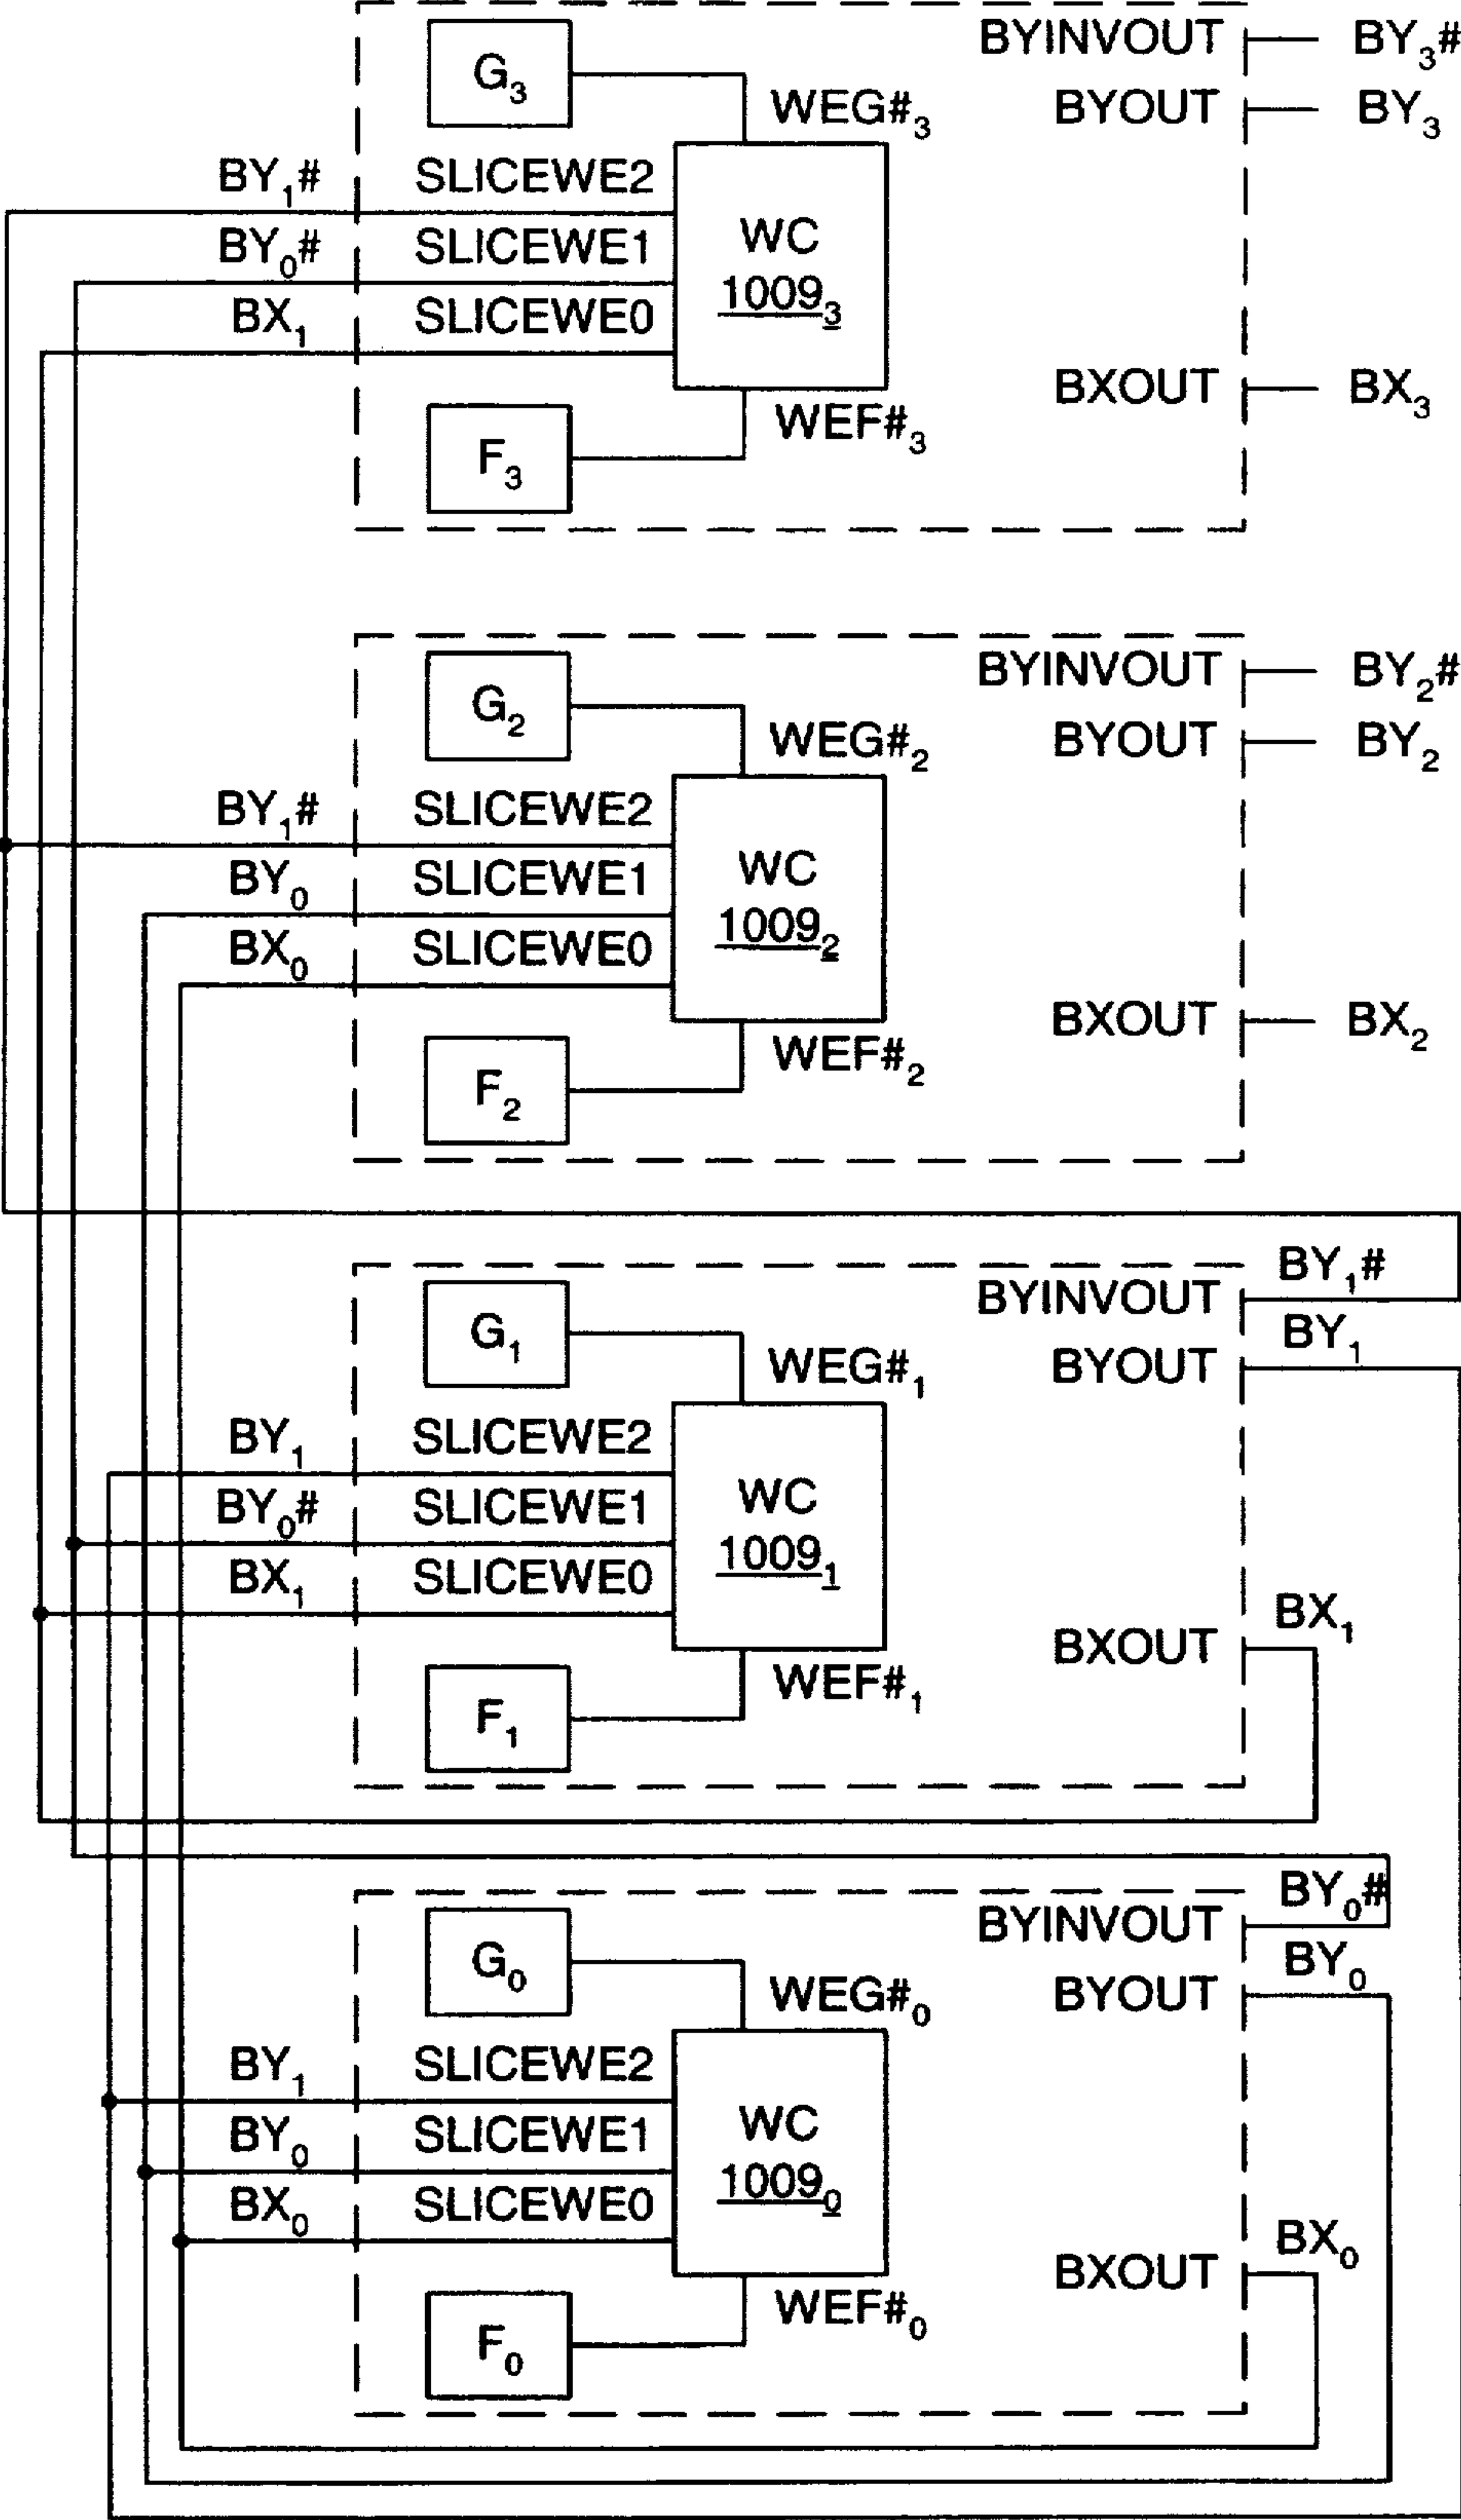 G₃
BYINVOUT BY₃#
WEG#₃ BYOUT BY₃
BY₁# SLICEWE2
BY₀# SLICEWE1
WC
1009₃
BX₁ SLICEWE0
BXOUT BX₃
WEF#₃
F₃
BYINVOUT BY₂#
G₂
WEG#₂ BYOUT BY₂
BY₁# SLICEWE2
BY₀ SLICEWE1
WC
1009₂
BX₀ SLICEWE0
BXOUT BX₂
WEF#₂
F₂
BY₁#
BYINVOUT
G₁
BY₁
WEG#₁ BYOUT
BY₁ SLICEWE2
BY₀# SLICEWE1
WC
1009₁
BX₁ SLICEWE0
BX₁
BXOUT
WEF#₁
F₁
BY₀#
BYINVOUT
G₀
BY₀
WEG#₀ BYOUT
BY₁ SLICEWE2
BY₀ SLICEWE1
WC
1009₀
BX₀ SLICEWE0
BX₀
BXOUT
WEF#₀
F₀